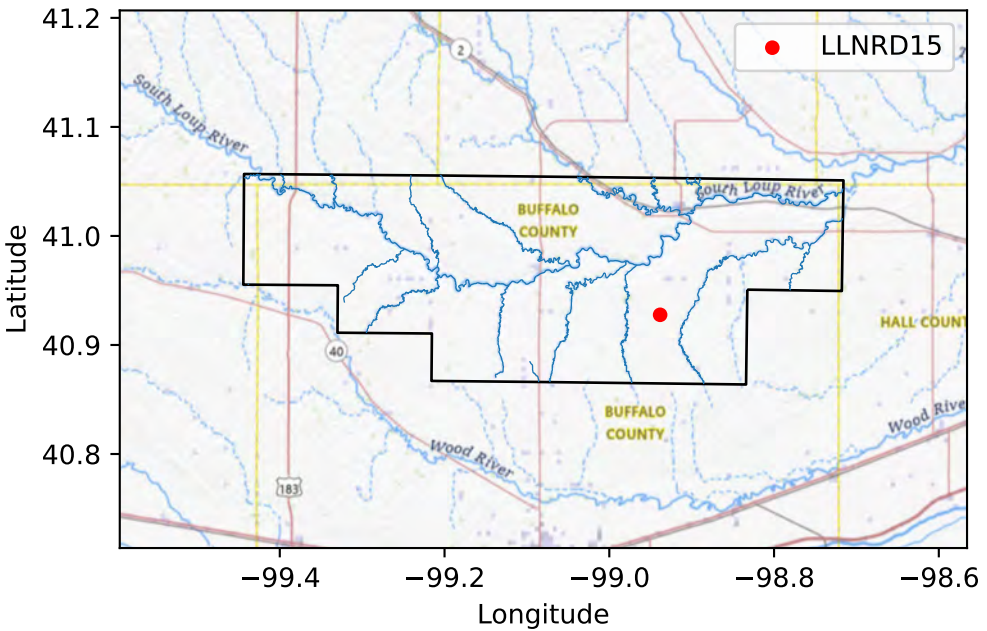 41.2
41.1
41.0
40.9
40.8
Latitude
−99.4
−99.2
−99.0
−98.8
−98.6
Longitude
LLNRD15
2
South Loup River
South Loup River
BUFFALO
COUNTY
HALL COUNT
40
BUFFALO
COUNTY
Wood River
Wood Rive
183